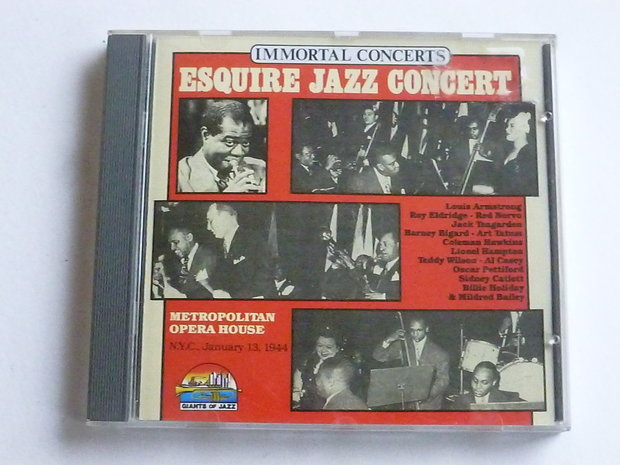 IMMORTAL CONCERTS
ESQUIRE JAZZ CONCERT
Louis Armstrong
Roy Eldridge - Red Norvo
Jack Teagarden
Barney Bigard - Art Tatum
Coleman Hawkins
Lionel Hampton
Teddy Wilson - Al Casey
Oscar Pettiford
Sidney Catlett
Billie Holiday
& Mildred Bailey
METROPOLITAN
OPERA HOUSE
N.Y.C., January 13, 1944
GIANTS OF JAZZ